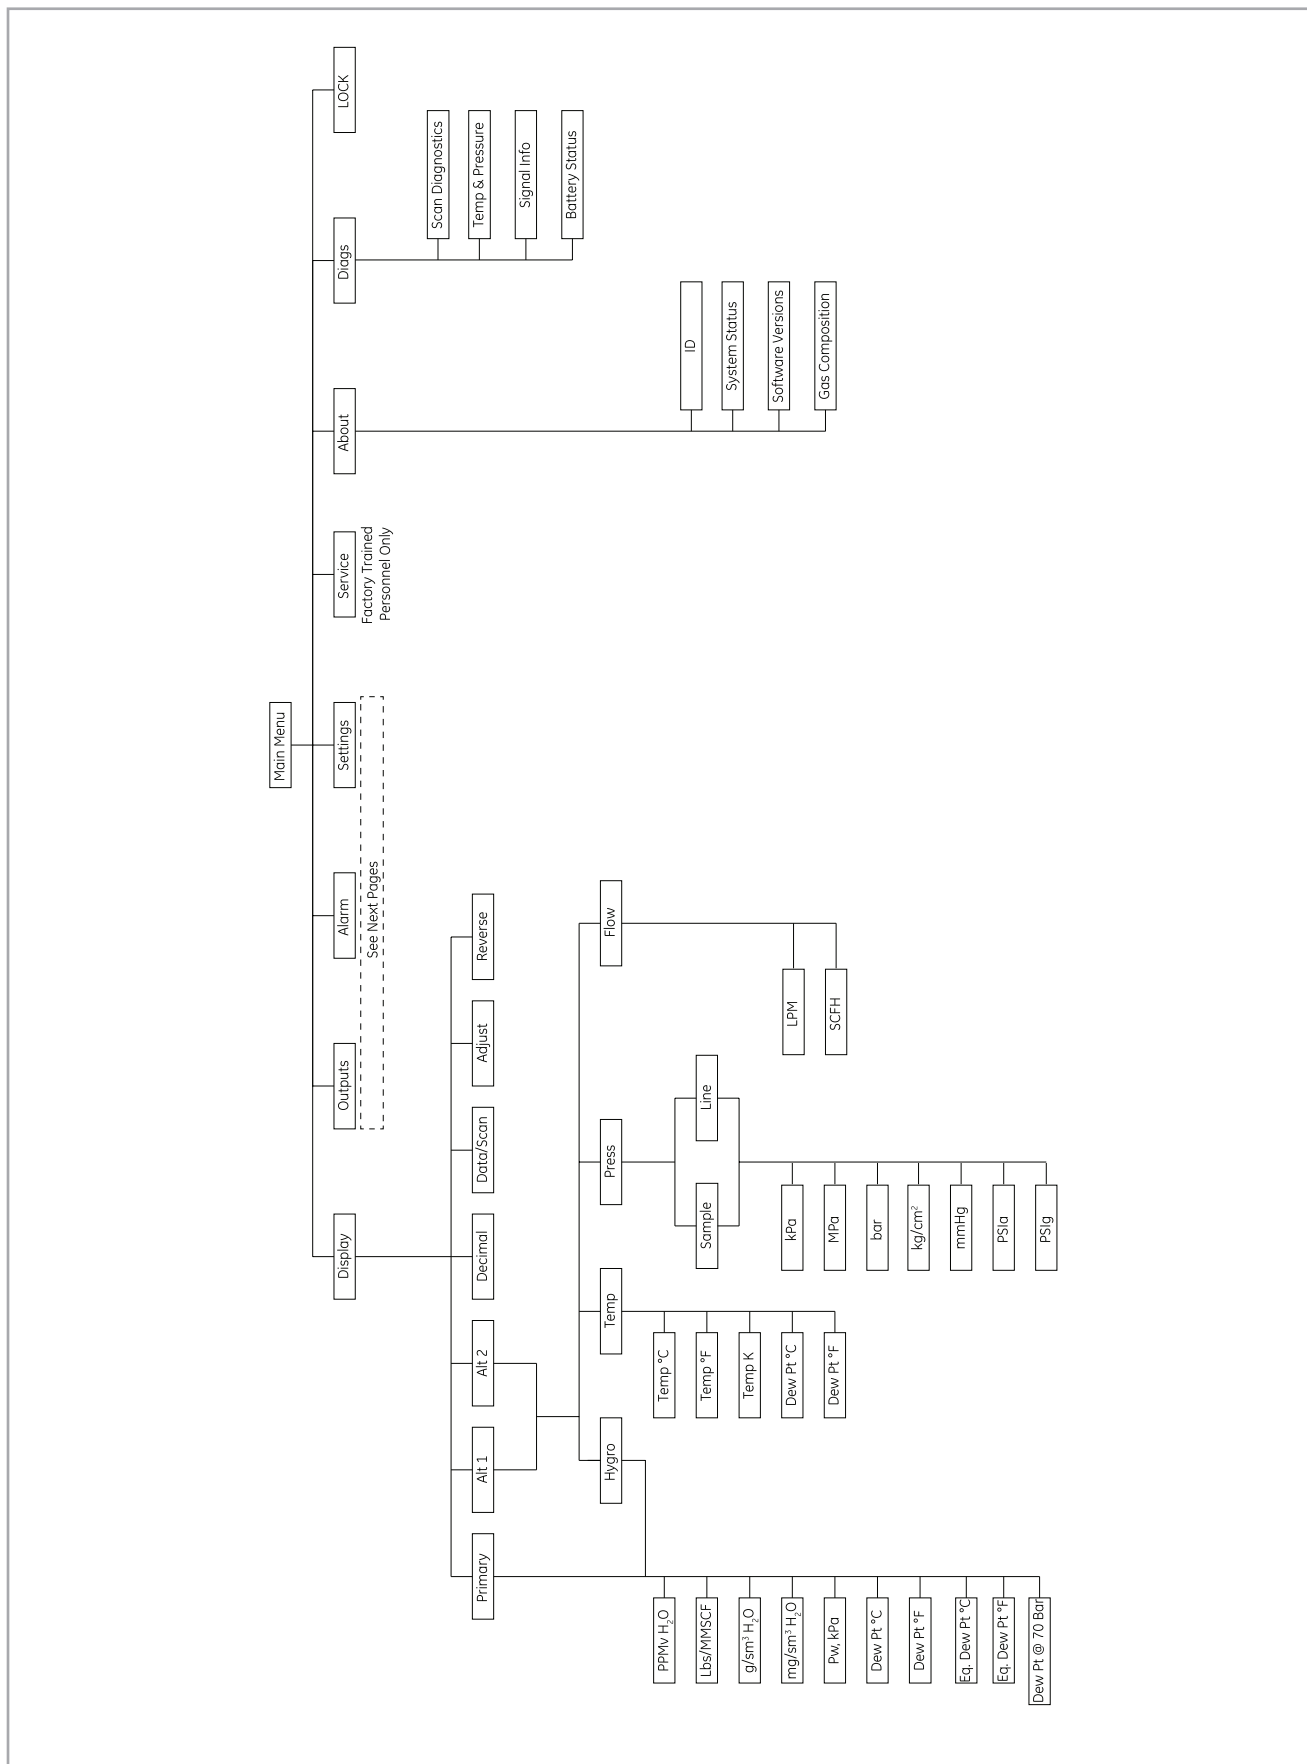 Main Menu
Display
Outputs
Alarm
Settings
Service
About
Diags
LOCK
See Next Pages
Factory Trained
Personnel Only
Primary
Alt 1
Alt 2
Decimal
Data/Scan
Adjust
Reverse
Scan Diagnostics
Temp & Pressure
Signal Info
Battery Status
ID
System Status
Software Versions
Gas Composition
Hygro
Temp
Press
Flow
Sample
Line
PPMv H₂O
Lbs/MMSCF
g/sm³ H₂O
mg/sm³ H₂O
Pw, kPa
Dew Pt °C
Dew Pt °F
Eq. Dew Pt °C
Eq. Dew Pt °F
Dew Pt @ 70 Bar
Temp °C
Temp °F
Temp K
Dew Pt °C
Dew Pt °F
kPa
MPa
bar
kg/cm²
mmHg
PSIa
PSIg
LPM
SCFH